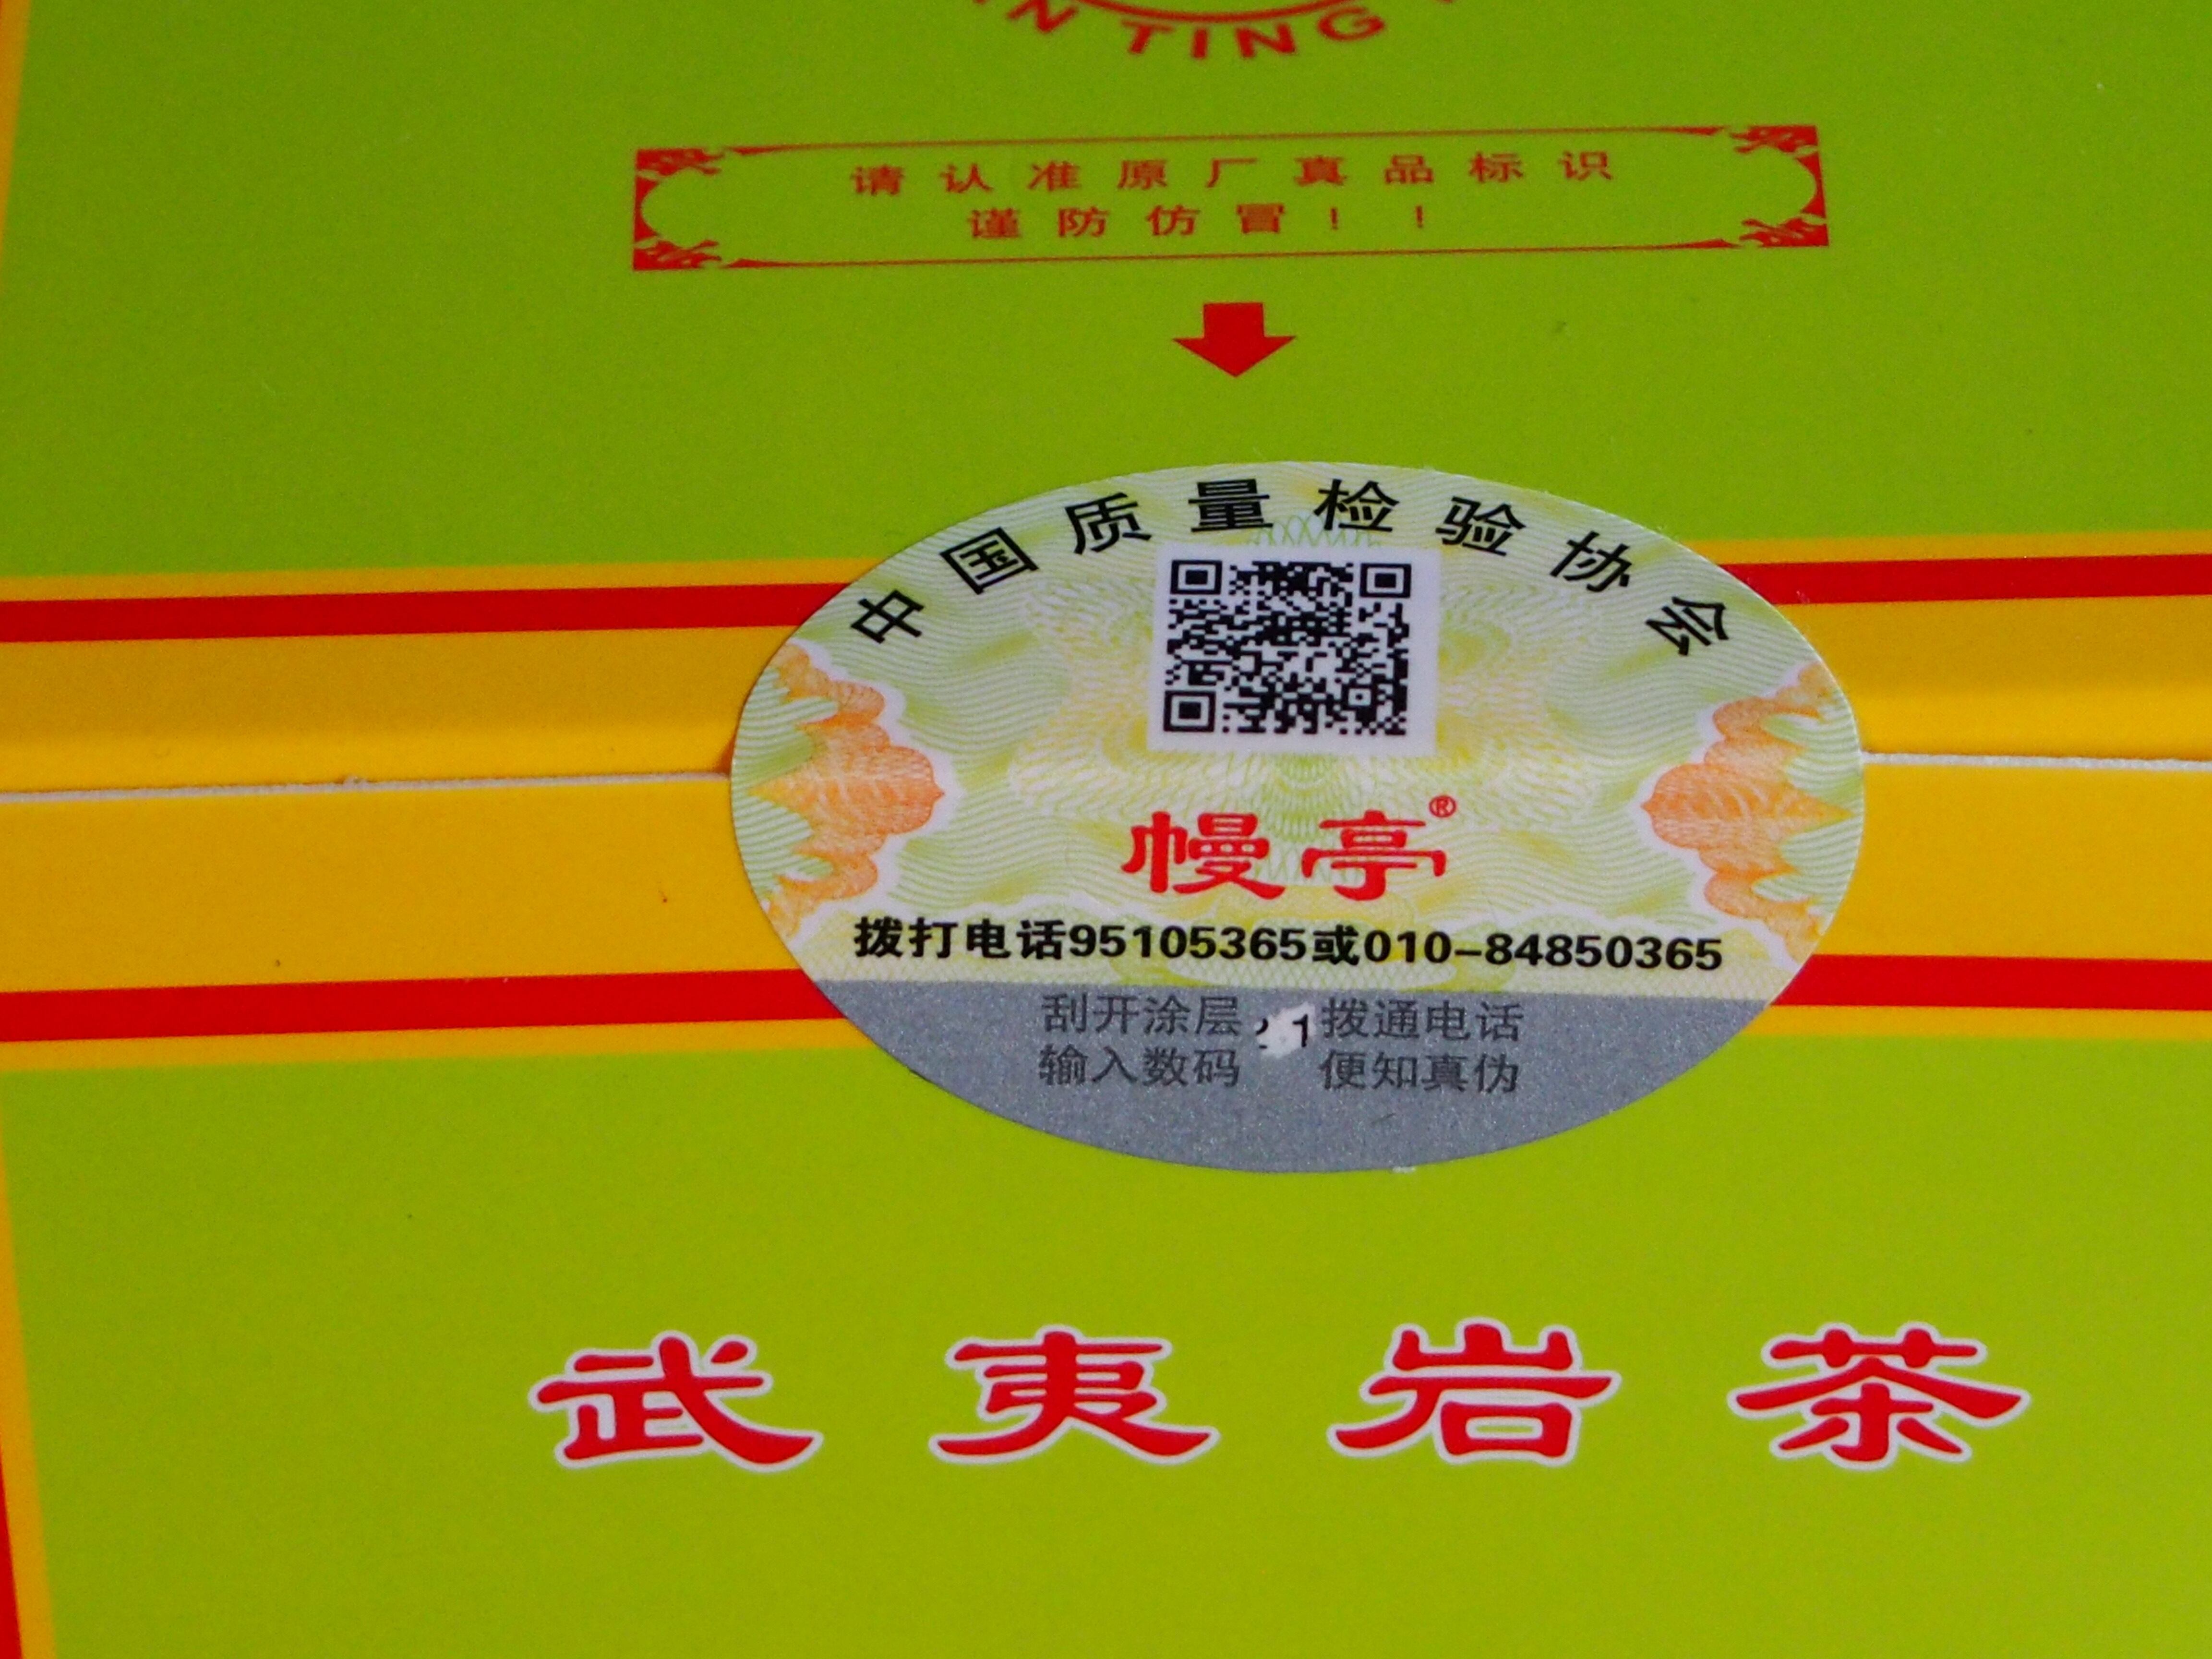 TING
请认准原厂真品标识
谨防仿冒！！
中国质量检验协会
幔亭®
拨打电话95105365或010-84850365
刮开涂层 拨通电话
输入数码 便知真伪
武夷岩茶